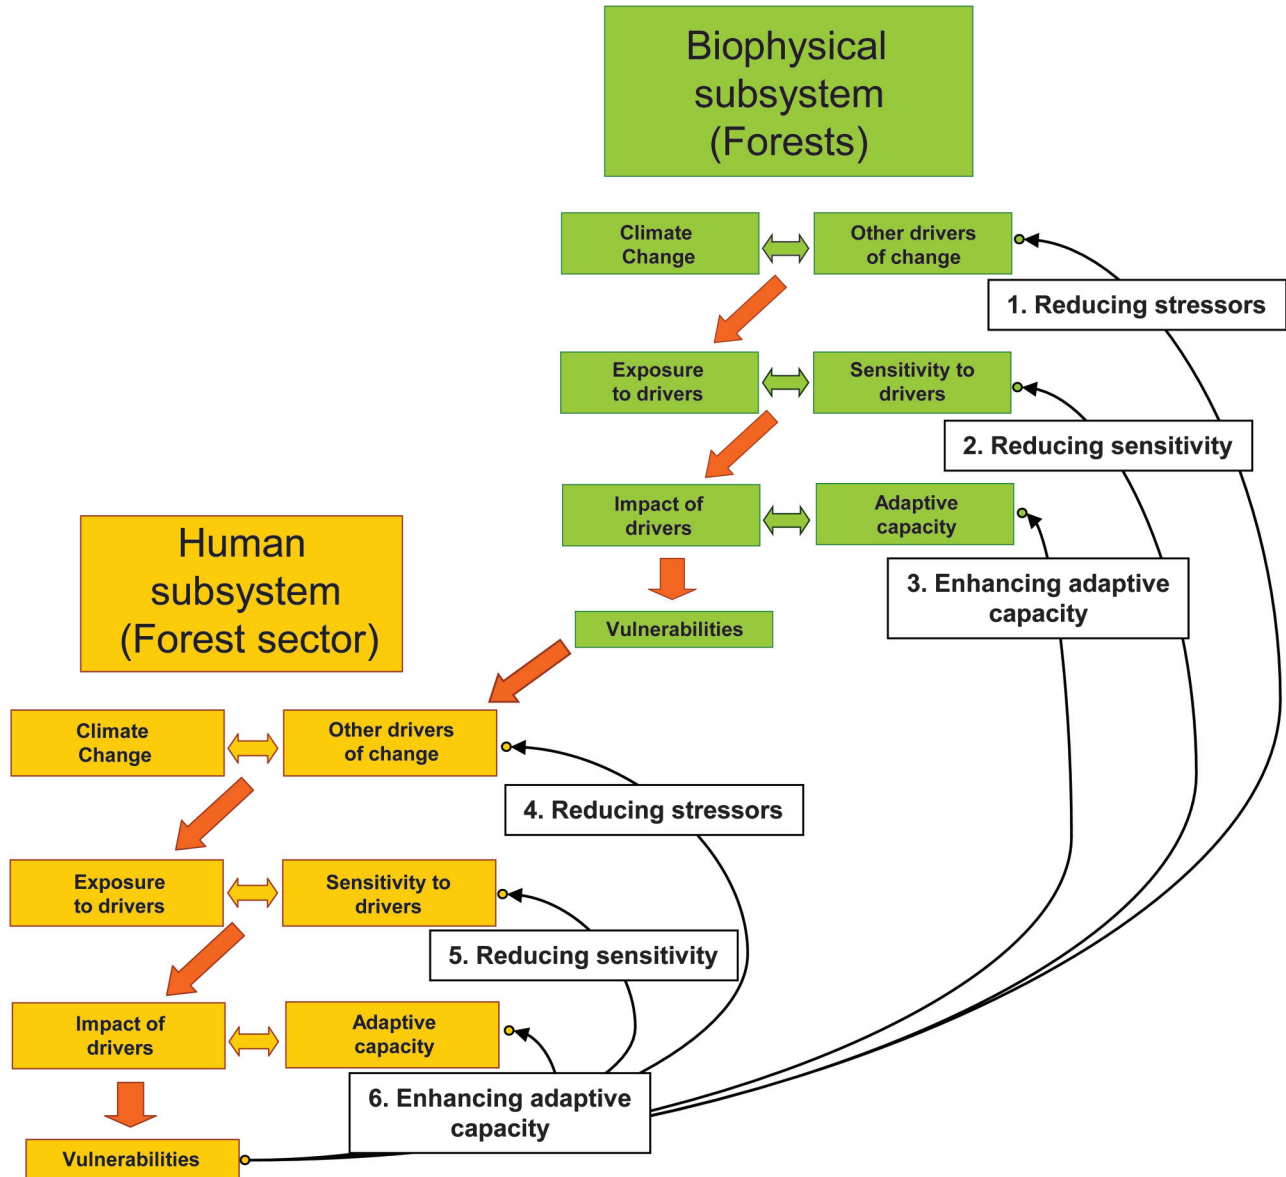 Biophysical
subsystem
(Forests)
Climate
Change
Other drivers
of change
1. Reducing stressors
Exposure
to drivers
Sensitivity to
drivers
2. Reducing sensitivity
Impact of
drivers
Adaptive
capacity
3. Enhancing adaptive
capacity
Vulnerabilities
Human
subsystem
(Forest sector)
Climate
Change
Other drivers
of change
4. Reducing stressors
Exposure
to drivers
Sensitivity to
drivers
5. Reducing sensitivity
Impact of
drivers
Adaptive
capacity
6. Enhancing adaptive
capacity
Vulnerabilities